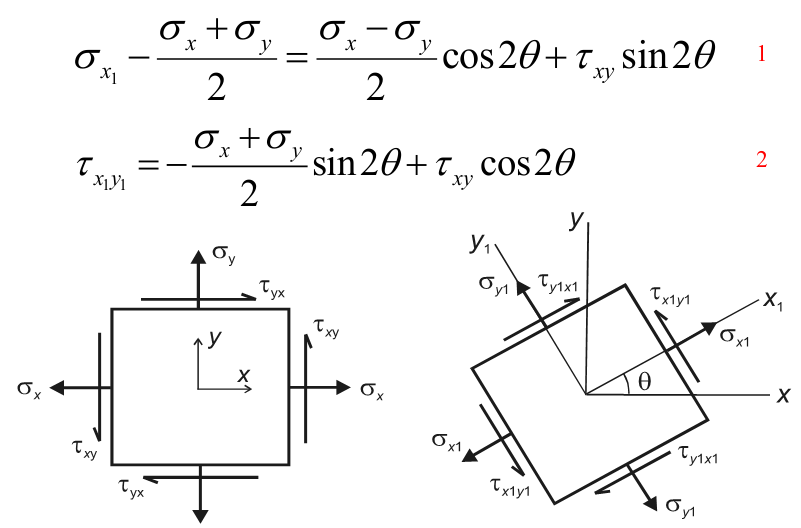 σx₁ − (σx + σy)/2 = (σx − σy)/2 cos2θ + τxy sin2θ 1
τx₁y₁ = − (σx + σy)/2 sin2θ + τxy cos2θ 2
σy
τyx
τxy
y
x
σx
σx
τxy
τyx
y
y₁
σy1
τy1x1
τx1y1
x₁
σx1
θ
x
σx1
τx1y1
τy1x1
σy1